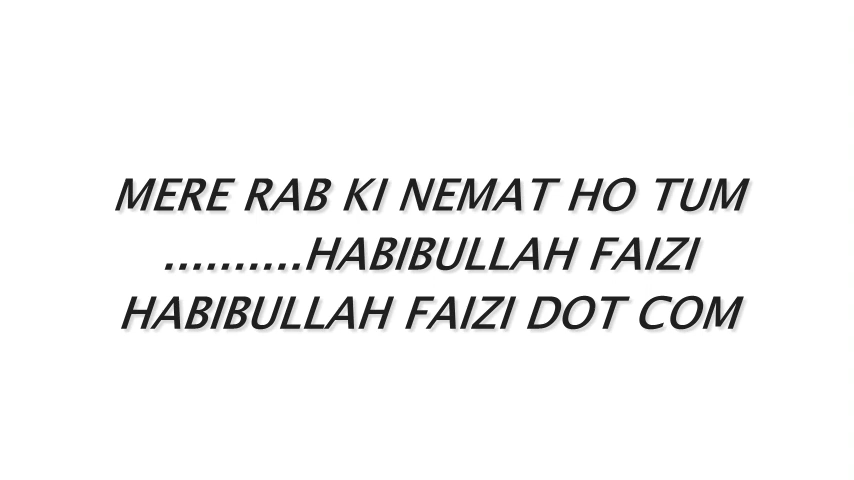 MERE RAB KI NEMAT HO TUM
..........HABIBULLAH FAIZI
HABIBULLAH FAIZI DOT COM